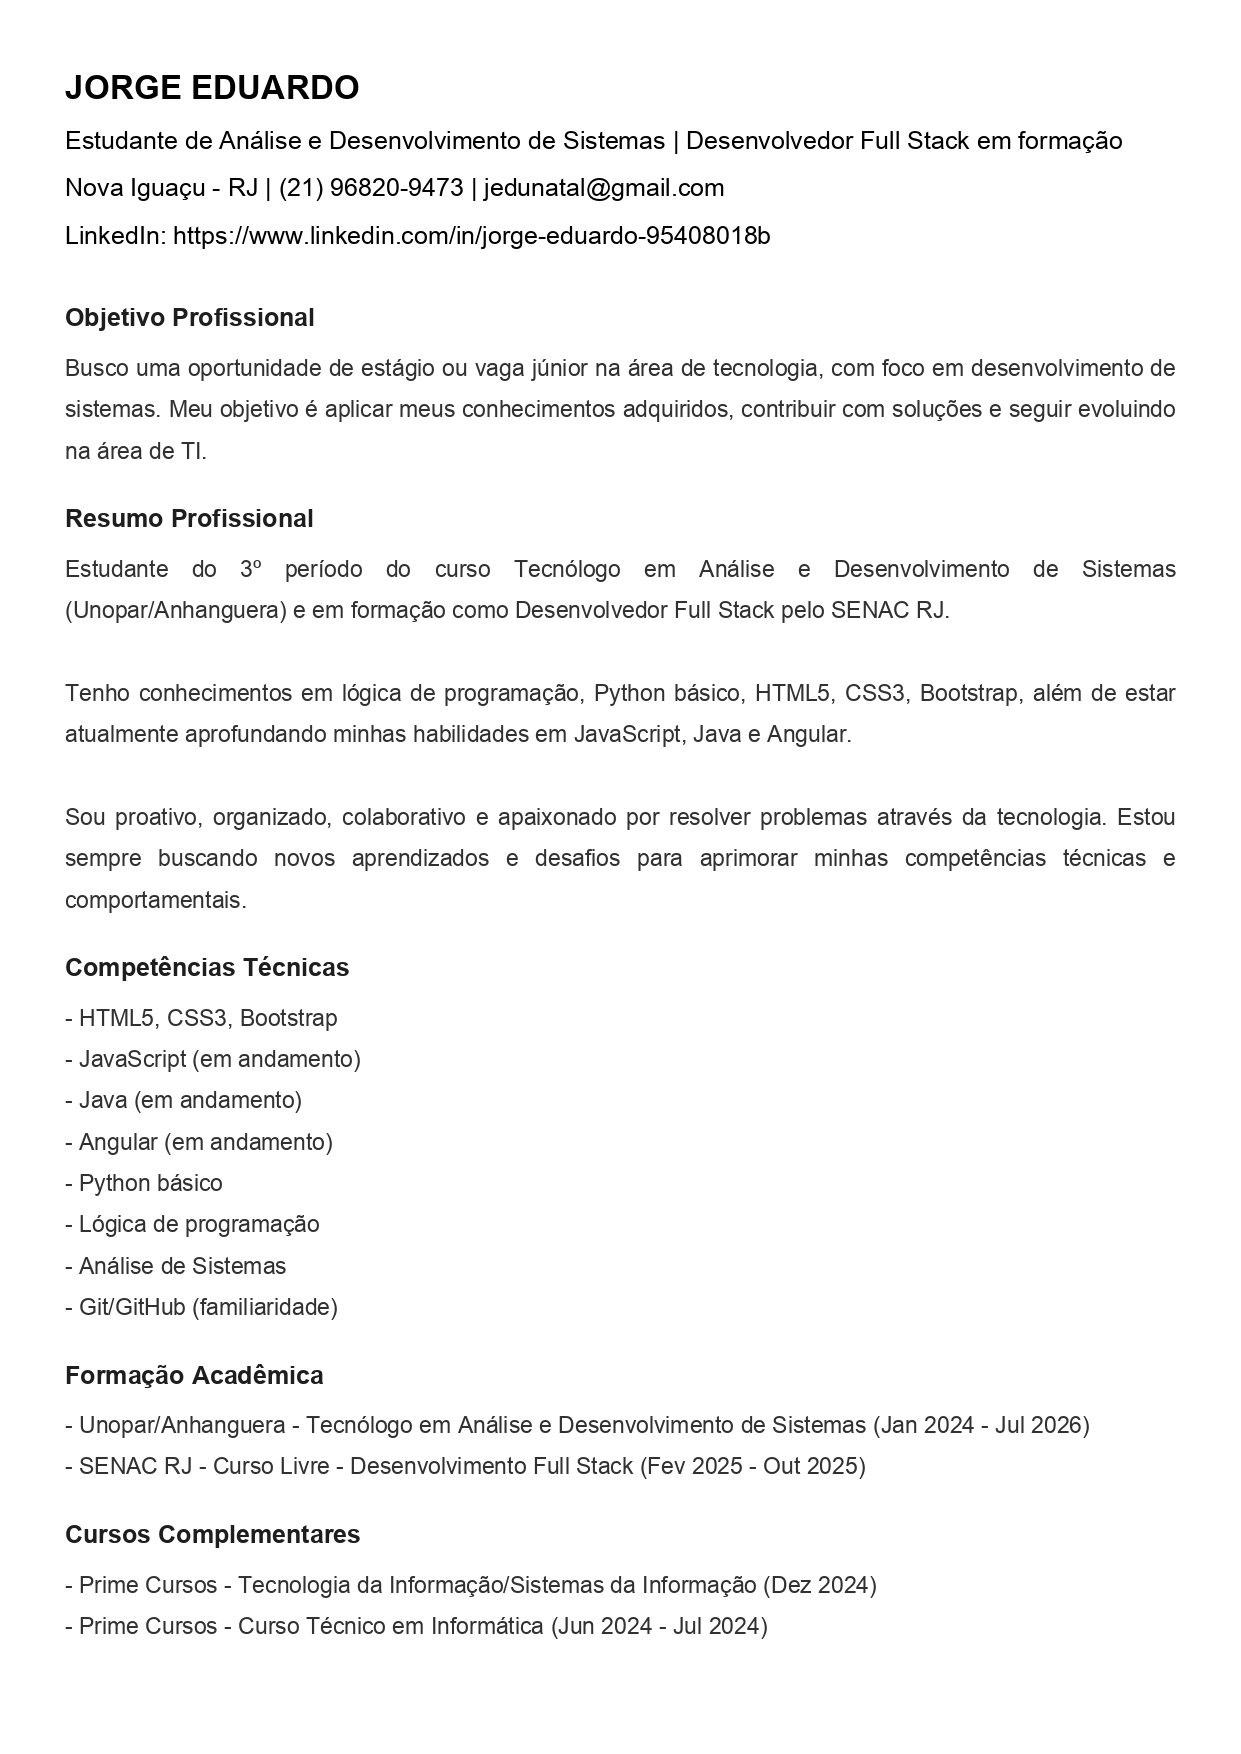 JORGE EDUARDO
Estudante de Análise e Desenvolvimento de Sistemas | Desenvolvedor Full Stack em formação
Nova Iguaçu - RJ | (21) 96820-9473 | jedunatal@gmail.com
LinkedIn: https://www.linkedin.com/in/jorge-eduardo-95408018b
Objetivo Profissional
Busco uma oportunidade de estágio ou vaga júnior na área de tecnologia, com foco em desenvolvimento de
sistemas. Meu objetivo é aplicar meus conhecimentos adquiridos, contribuir com soluções e seguir evoluindo
na área de TI.
Resumo Profissional
Estudante do 3º período do curso Tecnólogo em Análise e Desenvolvimento de Sistemas
(Unopar/Anhanguera) e em formação como Desenvolvedor Full Stack pelo SENAC RJ.
Tenho conhecimentos em lógica de programação, Python básico, HTML5, CSS3, Bootstrap, além de estar
atualmente aprofundando minhas habilidades em JavaScript, Java e Angular.
Sou proativo, organizado, colaborativo e apaixonado por resolver problemas através da tecnologia. Estou
sempre buscando novos aprendizados e desafios para aprimorar minhas competências técnicas e
comportamentais.
Competências Técnicas
- HTML5, CSS3, Bootstrap
- JavaScript (em andamento)
- Java (em andamento)
- Angular (em andamento)
- Python básico
- Lógica de programação
- Análise de Sistemas
- Git/GitHub (familiaridade)
Formação Acadêmica
- Unopar/Anhanguera - Tecnólogo em Análise e Desenvolvimento de Sistemas (Jan 2024 - Jul 2026)
- SENAC RJ - Curso Livre - Desenvolvimento Full Stack (Fev 2025 - Out 2025)
Cursos Complementares
- Prime Cursos - Tecnologia da Informação/Sistemas da Informação (Dez 2024)
- Prime Cursos - Curso Técnico em Informática (Jun 2024 - Jul 2024)